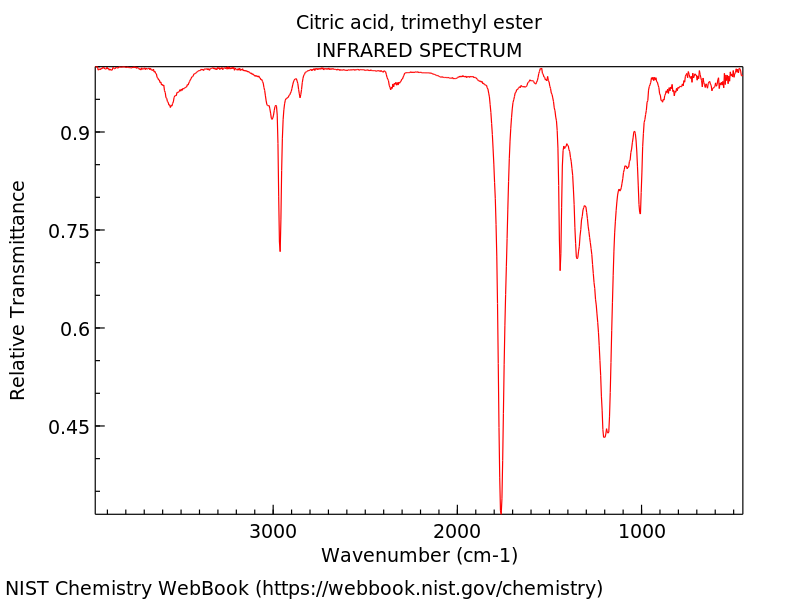 Citric acid, trimethyl ester
INFRARED SPECTRUM
Relative Transmittance
0.9
0.75
0.6
0.45
3000 2000 1000
Wavenumber (cm-1)
NIST Chemistry WebBook (https://webbook.nist.gov/chemistry)